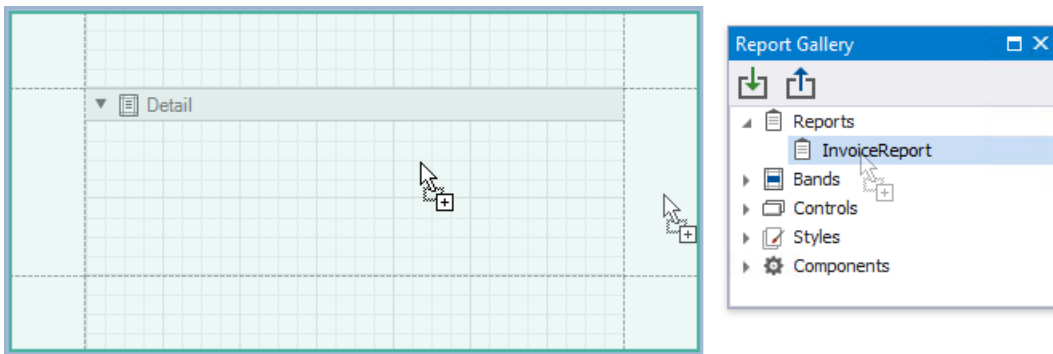 Detail
Report Gallery
Reports
InvoiceReport
Bands
Controls
Styles
Components